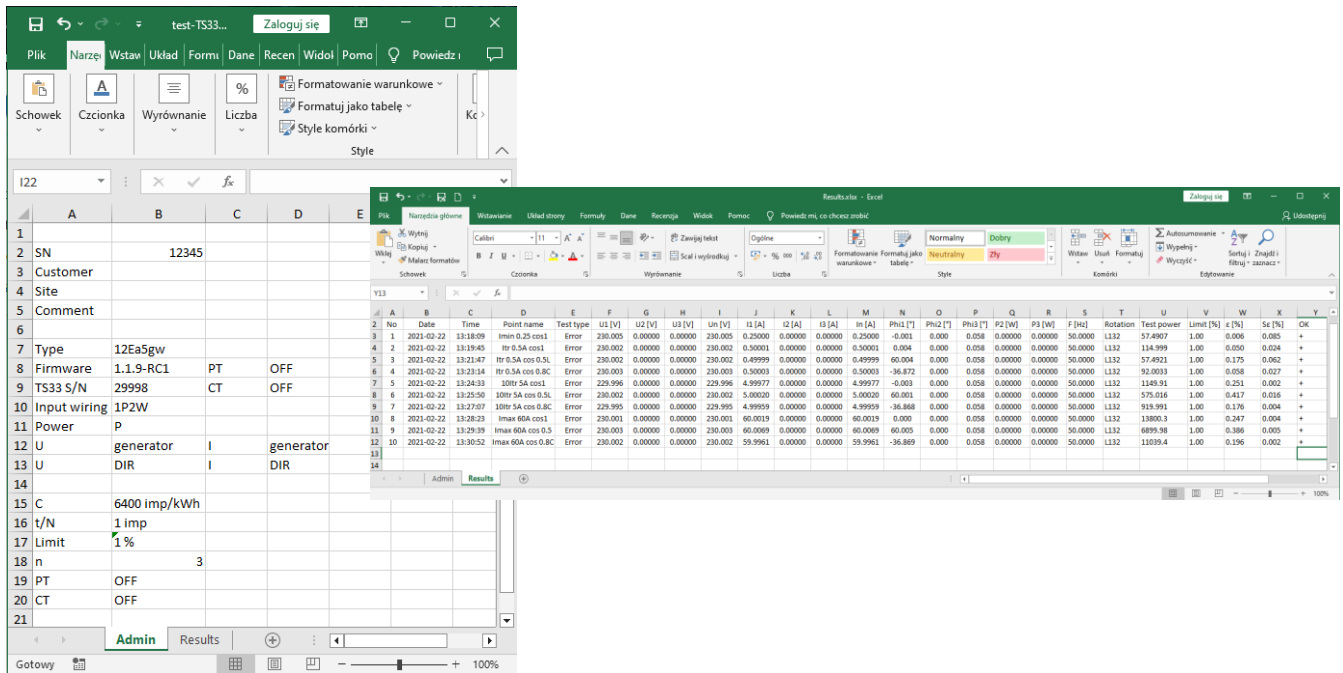 test-TS33... Zaloguj się
Plik Narzę Wstaw Układ Formu Dane Recen Widok Pomo Powiedz
Schowek Czcionka Wyrównanie Liczba
Formatowanie warunkowe
Formatuj jako tabelę
Style komórki
Style
I22 fx
A B C D E
1
2 SN 12345
3 Customer
4 Site
5 Comment
6
7 Type 12Ea5gw
8 Firmware 1.1.9-RC1 PT OFF
9 TS33 S/N 29998 CT OFF
10 Input wiring 1P2W
11 Power P
12 U generator I generator
13 U DIR I DIR
14
15 C 6400 imp/kWh
16 t/N 1 imp
17 Limit 1 %
18 n 3
19 PT OFF
20 CT OFF
21
Admin Results
Gotowy 100%
Results.xlsx - Excel Zaloguj się
Plik Narzędzia główne Wstawianie Układ strony Formuły Dane Recenzja Widok Pomoc Powiedz mi, co chcesz zrobić Udostępnij
Wklej Wytnij Kopiuj Malarz formatów
Schowek
Calibri 11
B I U
Czcionka
Zawijaj tekst
Scal i wyśrodkuj
Wyrównanie
Ogólne
% 000
Liczba
Formatowanie warunkowe Formatuj jako tabelę
Normalny Dobry
Neutralny Zły
Style
Wstaw Usuń Formatuj
Komórki
Autosumowanie
Wypełnij
Wyczyść
Sortuj i filtruj Znajdź i zaznacz
Edytowanie
Y13 fx
A B C D E F G H I J K L M N O P Q R S T U V W X Y
2 No Date Time Point name Test type U1 [V] U2 [V] U3 [V] Un [V] I1 [A] I2 [A] I3 [A] In [A] Phi1 [°] Phi2 [°] Phi3 [°] P2 [W] P3 [W] F [Hz] Rotation Test power Limit [%] ε [%] Sε [%] OK
3 1 2021-02-22 13:18:09 Imin 0.25 cos1 Error 230.005 0.00000 0.00000 230.005 0.25000 0.00000 0.00000 0.25000 -0.001 0.000 0.058 0.00000 0.00000 50.0000 L132 57.4907 1.00 0.006 0.085 +
4 2 2021-02-22 13:19:45 Itr 0.5A cos1 Error 230.002 0.00000 0.00000 230.002 0.50001 0.00000 0.00000 0.50001 0.004 0.000 0.058 0.00000 0.00000 50.0000 L132 114.999 1.00 0.050 0.024 +
5 3 2021-02-22 13:21:47 Itr 0.5A cos 0.5L Error 230.002 0.00000 0.00000 230.002 0.49999 0.00000 0.00000 0.49999 60.004 0.000 0.058 0.00000 0.00000 50.0000 L132 57.4921 1.00 0.175 0.062 +
6 4 2021-02-22 13:23:14 Itr 0.5A cos 0.8C Error 230.003 0.00000 0.00000 230.003 0.50003 0.00000 0.00000 0.50003 -36.872 0.000 0.058 0.00000 0.00000 50.0000 L132 92.0033 1.00 0.058 0.027 +
7 5 2021-02-22 13:24:33 10Itr 5A cos1 Error 229.996 0.00000 0.00000 229.996 4.99977 0.00000 0.00000 4.99977 -0.003 0.000 0.058 0.00000 0.00000 50.0000 L132 1149.91 1.00 0.251 0.002 +
8 6 2021-02-22 13:25:50 10Itr 5A cos 0.5L Error 230.002 0.00000 0.00000 230.002 5.00020 0.00000 0.00000 5.00020 60.001 0.000 0.058 0.00000 0.00000 50.0000 L132 575.016 1.00 0.417 0.016 +
9 7 2021-02-22 13:27:07 10Itr 5A cos 0.8C Error 229.995 0.00000 0.00000 229.995 4.99959 0.00000 0.00000 4.99959 -36.868 0.000 0.058 0.00000 0.00000 50.0000 L132 919.991 1.00 0.176 0.004 +
10 8 2021-02-22 13:28:23 Imax 60A cos1 Error 230.001 0.00000 0.00000 230.001 60.0019 0.00000 0.00000 60.0019 0.000 0.000 0.058 0.00000 0.00000 50.0000 L132 13800.3 1.00 0.247 0.004 +
11 9 2021-02-22 13:29:39 Imax 60A cos 0.5 Error 230.003 0.00000 0.00000 230.003 60.0069 0.00000 0.00000 60.0069 60.005 0.000 0.058 0.00000 0.00000 50.0000 L132 6899.98 1.00 0.386 0.005 +
12 10 2021-02-22 13:30:52 Imax 60A cos 0.8C Error 230.002 0.00000 0.00000 230.002 59.9961 0.00000 0.00000 59.9961 -36.869 0.000 0.058 0.00000 0.00000 50.0000 L132 11039.4 1.00 0.196 0.002 +
13
14
Admin Results
100%